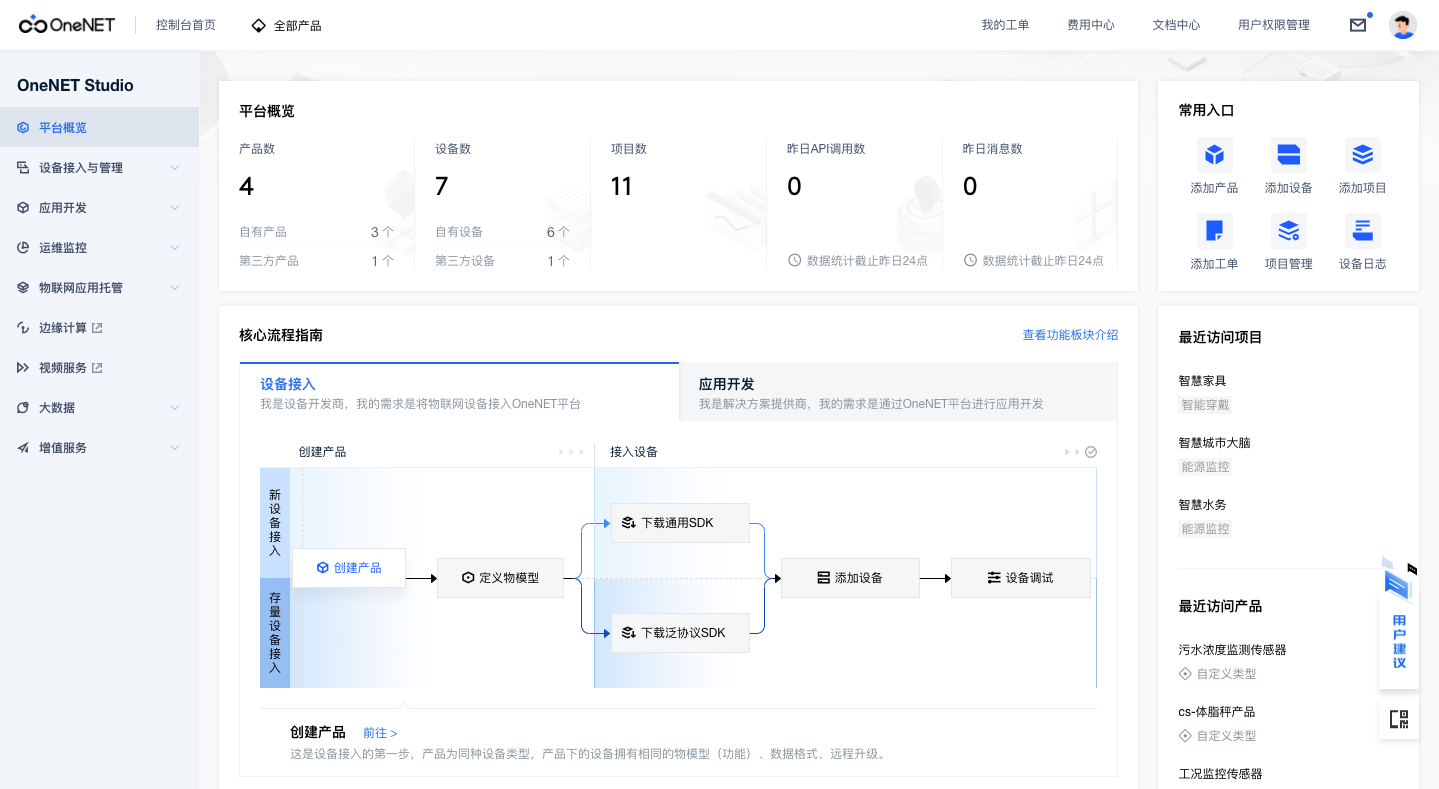 OneNET
控制台首页
全部产品
我的工单
费用中心
文档中心
用户权限管理
OneNET Studio
平台概览
设备接入与管理
应用开发
运维监控
物联网应用托管
边缘计算
视频服务
大数据
增值服务
平台概览
产品数
4
自有产品 3 个
第三方产品 1 个
设备数
7
自有设备 6 个
第三方设备 1 个
项目数
11
昨日API调用数
0
数据统计截止昨日24点
昨日消息数
0
数据统计截止昨日24点
常用入口
添加产品
添加设备
添加项目
添加工单
项目管理
设备日志
核心流程指南
查看功能板块介绍
设备接入
我是设备开发商，我的需求是将物联网设备接入OneNET平台
应用开发
我是解决方案提供商，我的需求是通过OneNET平台进行应用开发
创建产品
接入设备
新设备接入
存量设备接入
创建产品
定义物模型
下载通用SDK
下载泛协议SDK
添加设备
设备调试
创建产品 前往 >
这是设备接入的第一步，产品为同种设备类型，产品下的设备拥有相同的物模型（功能）、数据格式、远程升级。
最近访问项目
智慧家具
智能穿戴
智慧城市大脑
能源监控
智慧水务
能源监控
最近访问产品
污水浓度监测传感器
自定义类型
cs-体脂秤产品
自定义类型
工况监控传感器
用户建议